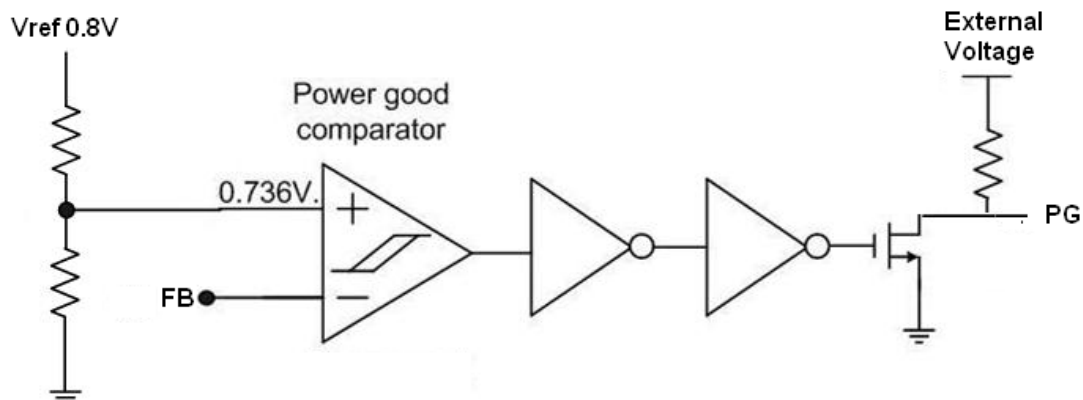 Vref 0.8V
External
Voltage
Power good
comparator
0.736V.
+
−
FB
PG